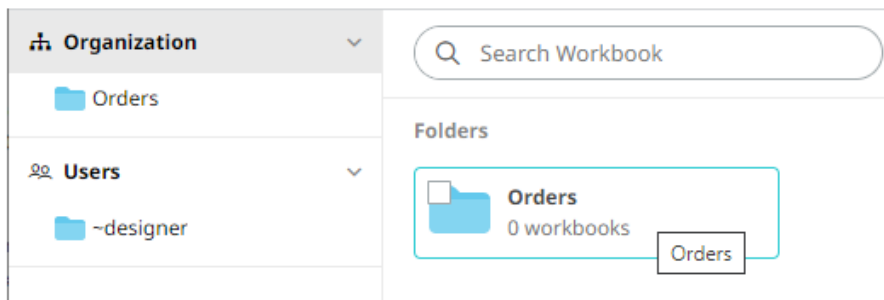 Organization
Orders
Users
~designer
Search Workbook
Folders
Orders
0 workbooks
Orders